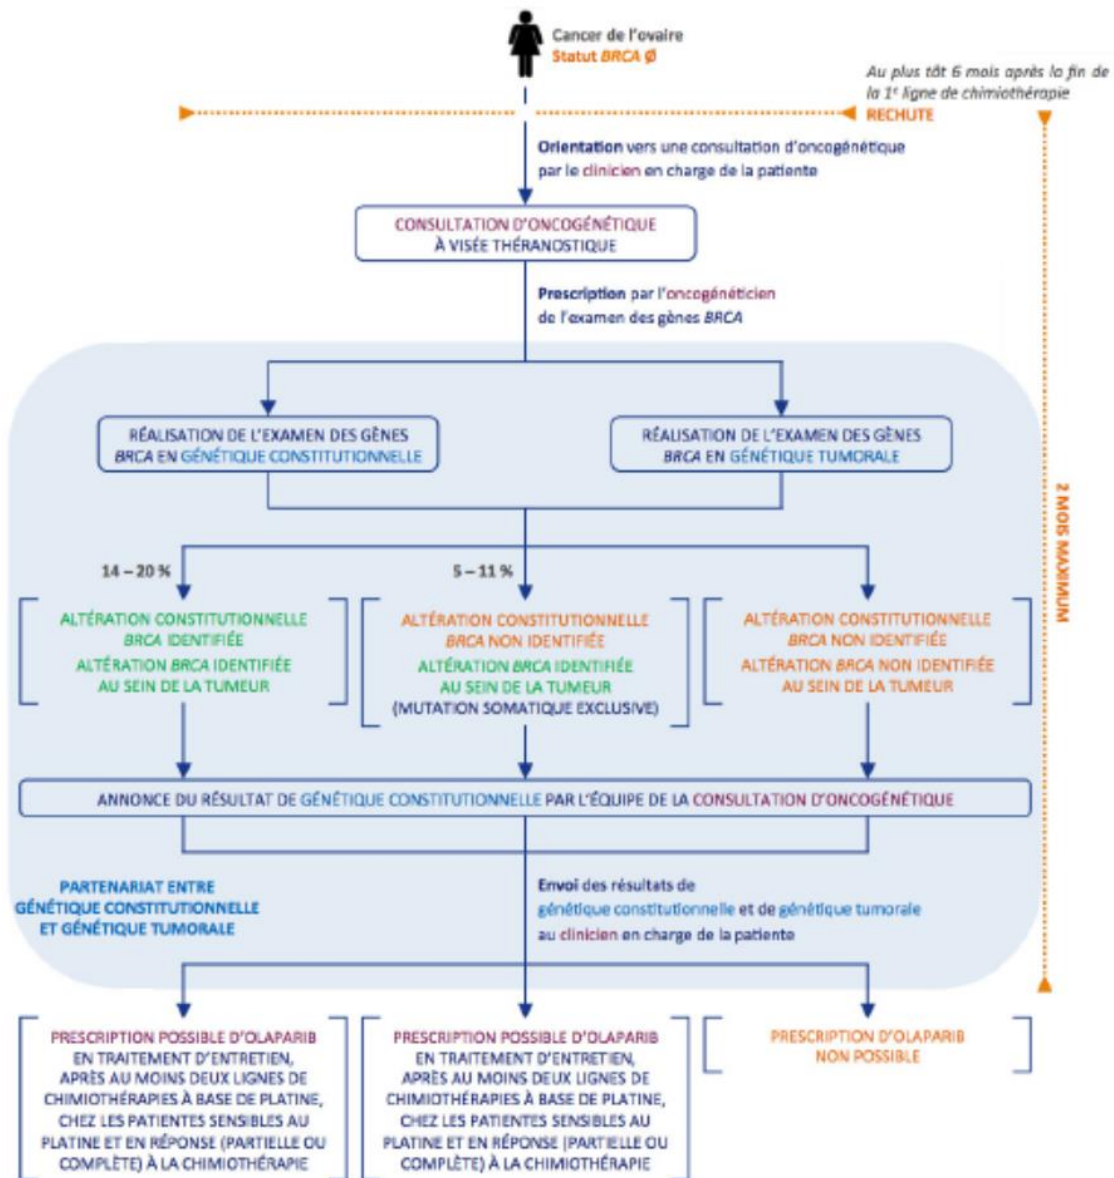 Cancer de l'ovaire
Statut BRCA Ø
Au plus tôt 6 mois après la fin de
la 1e ligne de chimiothérapie
RECHUTE
Orientation vers une consultation d'oncogénétique
par le clinicien en charge de la patiente
CONSULTATION D'ONCOGÉNÉTIQUE
À VISÉE THÉRANOSTIQUE
Prescription par l'oncogénéticien
de l'examen des gènes BRCA
RÉALISATION DE L'EXAMEN DES GÈNES
BRCA EN GÉNÉTIQUE CONSTITUTIONNELLE
RÉALISATION DE L'EXAMEN DES GÈNES
BRCA EN GÉNÉTIQUE TUMORALE
2 MOIS MAXIMUM
14 – 20 %
5 – 11 %
ALTÉRATION CONSTITUTIONNELLE
BRCA IDENTIFIÉE
ALTÉRATION BRCA IDENTIFIÉE
AU SEIN DE LA TUMEUR
ALTÉRATION CONSTITUTIONNELLE
BRCA NON IDENTIFIÉE
ALTÉRATION BRCA IDENTIFIÉE
AU SEIN DE LA TUMEUR
(MUTATION SOMATIQUE EXCLUSIVE)
ALTÉRATION CONSTITUTIONNELLE
BRCA NON IDENTIFIÉE
ALTÉRATION BRCA NON IDENTIFIÉE
AU SEIN DE LA TUMEUR
ANNONCE DU RÉSULTAT DE GÉNÉTIQUE CONSTITUTIONNELLE PAR L'ÉQUIPE DE LA CONSULTATION D'ONCOGÉNÉTIQUE
PARTENARIAT ENTRE
GÉNÉTIQUE CONSTITUTIONNELLE
ET GÉNÉTIQUE TUMORALE
Envoi des résultats de
génétique constitutionnelle et de génétique tumorale
au clinicien en charge de la patiente
PRESCRIPTION POSSIBLE D'OLAPARIB
EN TRAITEMENT D'ENTRETIEN,
APRÈS AU MOINS DEUX LIGNES DE
CHIMIOTHÉRAPIES À BASE DE PLATINE,
CHEZ LES PATIENTES SENSIBLES AU
PLATINE ET EN RÉPONSE (PARTIELLE OU
COMPLÈTE) À LA CHIMIOTHÉRAPIE
PRESCRIPTION POSSIBLE D'OLAPARIB
EN TRAITEMENT D'ENTRETIEN,
APRÈS AU MOINS DEUX LIGNES DE
CHIMIOTHÉRAPIES À BASE DE PLATINE,
CHEZ LES PATIENTES SENSIBLES AU
PLATINE ET EN RÉPONSE (PARTIELLE OU
COMPLÈTE) À LA CHIMIOTHÉRAPIE
PRESCRIPTION D'OLAPARIB
NON POSSIBLE